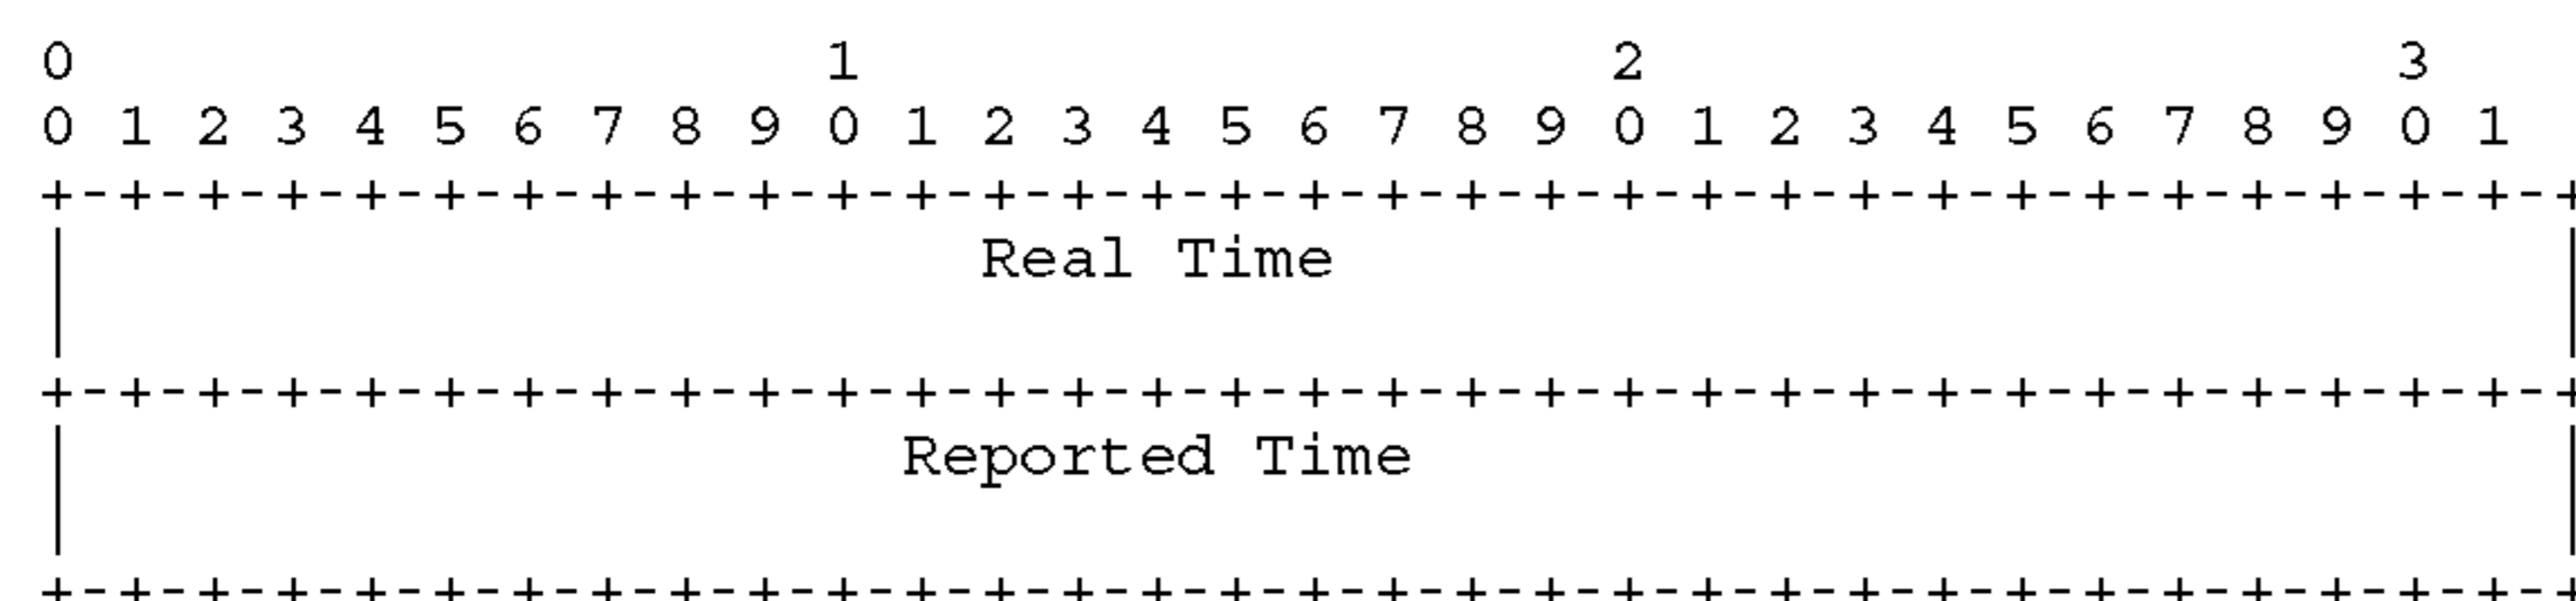 0                   1                   2                   3
0 1 2 3 4 5 6 7 8 9 0 1 2 3 4 5 6 7 8 9 0 1 2 3 4 5 6 7 8 9 0 1
+-+-+-+-+-+-+-+-+-+-+-+-+-+-+-+-+-+-+-+-+-+-+-+-+-+-+-+-+-+-+-+-+
|                       Real Time                               |
|                                                               |
+-+-+-+-+-+-+-+-+-+-+-+-+-+-+-+-+-+-+-+-+-+-+-+-+-+-+-+-+-+-+-+-+
|                     Reported Time                             |
|                                                               |
+-+-+-+-+-+-+-+-+-+-+-+-+-+-+-+-+-+-+-+-+-+-+-+-+-+-+-+-+-+-+-+-+